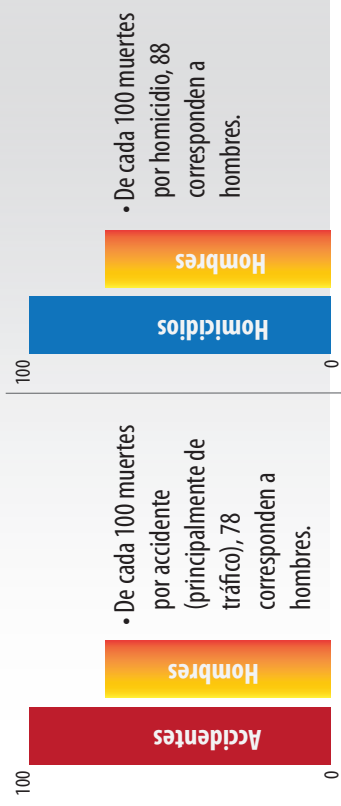 100
0
Accidentes
Hombres
• De cada 100 muertes
por accidente
(principalmente de
tráfico), 78
corresponden a
hombres.
100
0
Homicidios
Hombres
• De cada 100 muertes
por homicidio, 88
corresponden a
hombres.